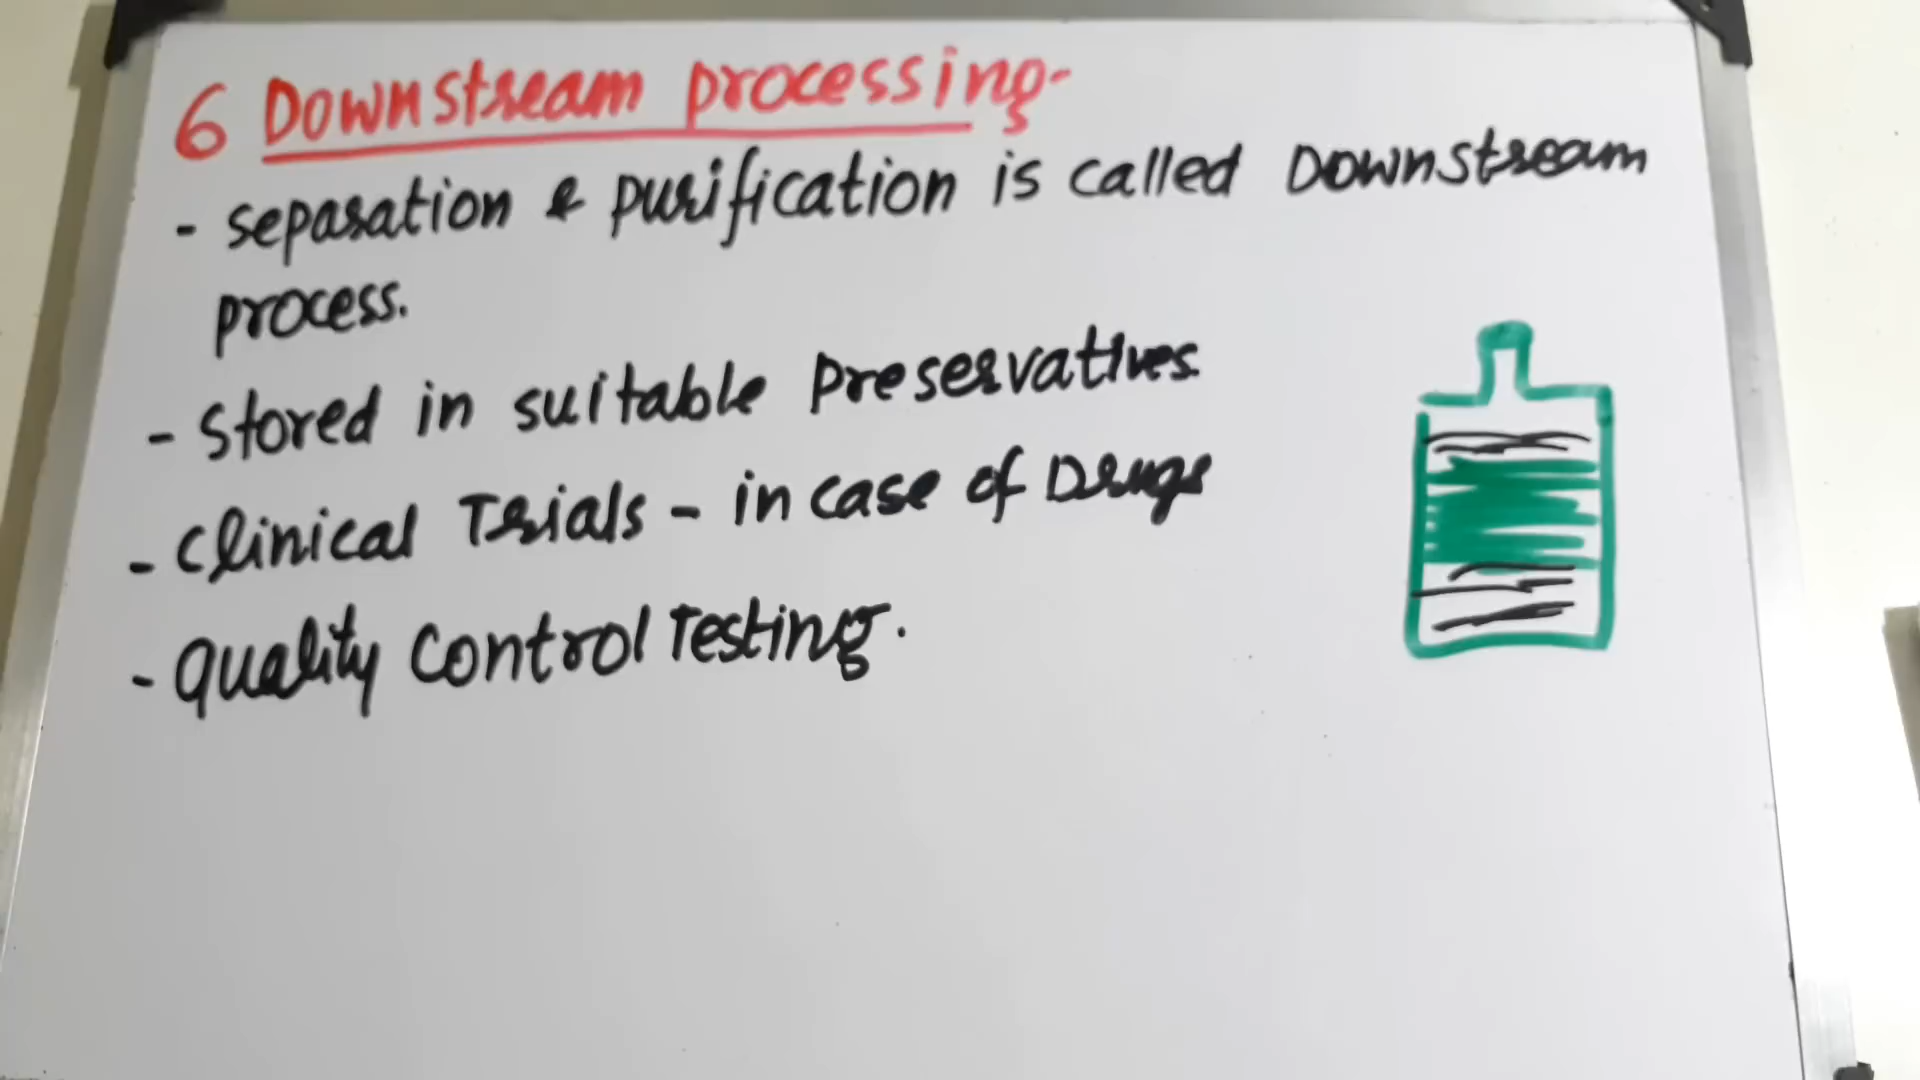 6 Downstream processing-
- separation & purification is called Downstream
process.
- stored in suitable preservatives.
- clinical Trials - in case of Drugs
- Quality control Testing.